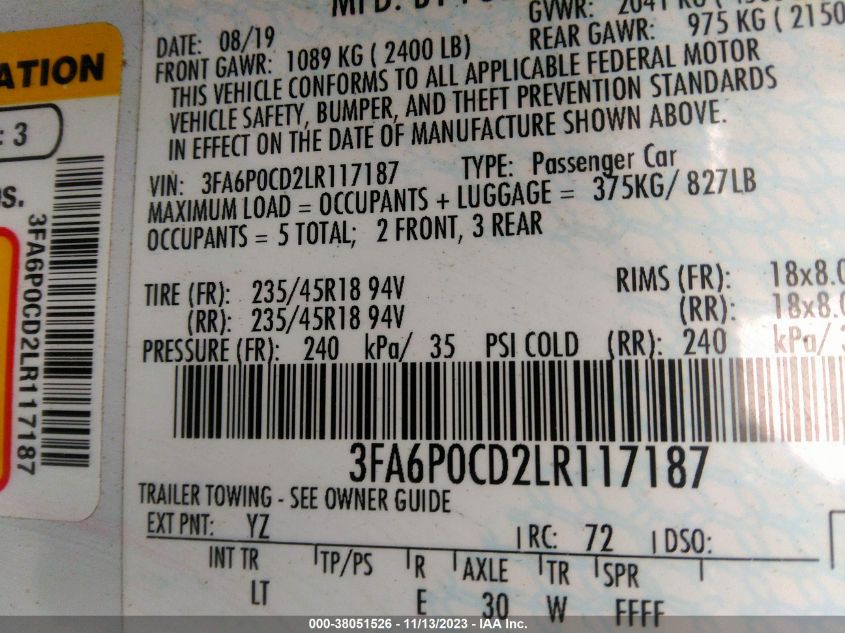 MFD. BY
GVWR: 2041 KG
DATE: 08/19
REAR GAWR: 975 KG ( 2150
FRONT GAWR: 1089 KG ( 2400 LB)
THIS VEHICLE CONFORMS TO ALL APPLICABLE FEDERAL MOTOR
VEHICLE SAFETY, BUMPER, AND THEFT PREVENTION STANDARDS
IN EFFECT ON THE DATE OF MANUFACTURE SHOWN ABOVE.
VIN: 3FA6P0CD2LR117187 TYPE: Passenger Car
MAXIMUM LOAD = OCCUPANTS + LUGGAGE = 375KG/ 827LB
OCCUPANTS = 5 TOTAL; 2 FRONT, 3 REAR
TIRE (FR): 235/45R18 94V RIMS (FR): 18x8.0
(RR): 235/45R18 94V (RR): 18x8.0
PRESSURE (FR): 240 kPa/ 35 PSI COLD (RR): 240 kPa/
3FA6P0CD2LR117187
TRAILER TOWING - SEE OWNER GUIDE
EXT PNT: YZ RC: 72 DSO:
INT TR TP/PS R AXLE TR SPR
LT E 30 W FFFF
ATION
: 3
3FA6P0CD2LR117187
000-38051526 - 11/13/2023 - IAA Inc.